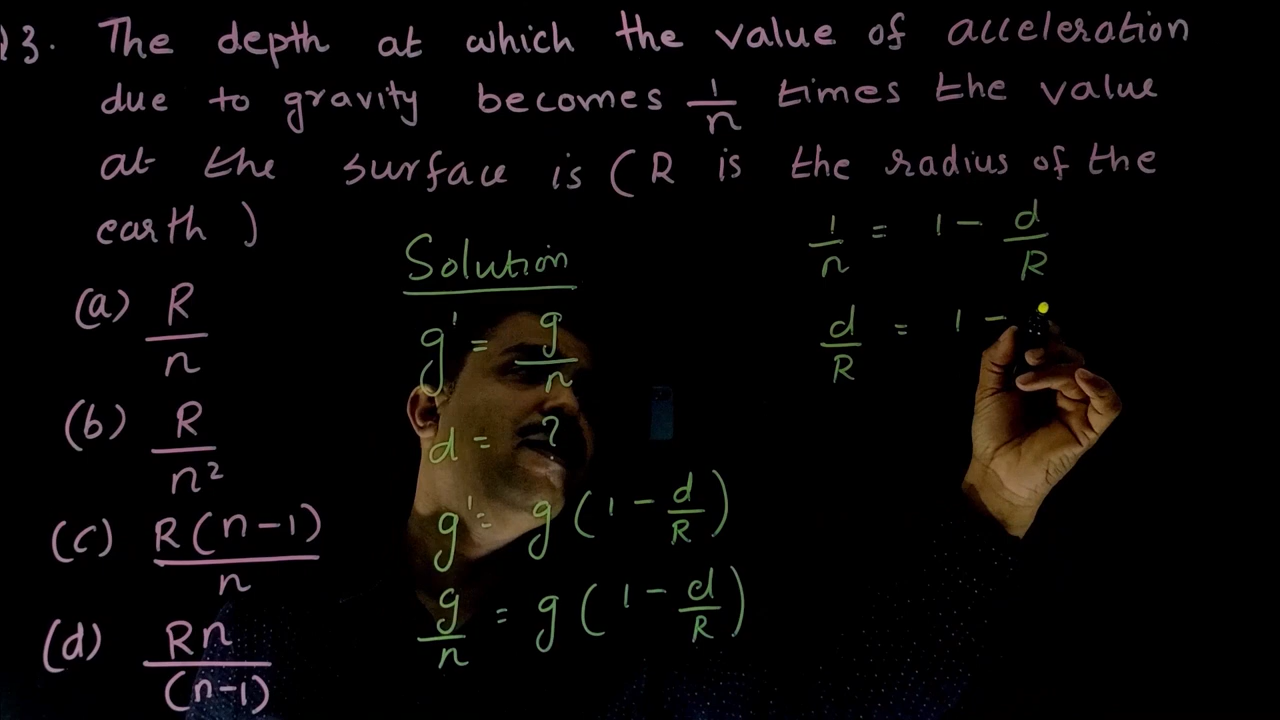 3. The depth at which the value of acceleration
due to gravity becomes 1/n times the value
at the surface is (R is the radius of the
earth)
(a) R/n
(b) R/n²
(c) R(n-1)/n
(d) Rn/(n-1)
Solution
g' = g/n
d = ?
g' = g(1 - d/R)
g/n = g(1 - d/R)
1/n = 1 - d/R
d/R = 1 -